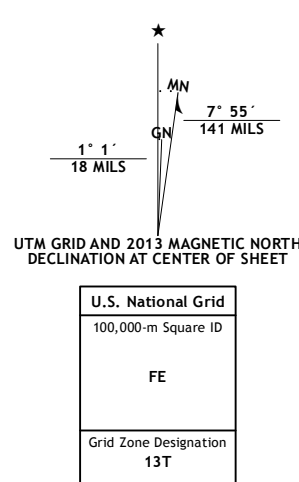 MN
7° 55´
141 MILS
GN
1° 1´
18 MILS
UTM GRID AND 2013 MAGNETIC NORTH
DECLINATION AT CENTER OF SHEET
U.S. National Grid
100,000-m Square ID
FE
Grid Zone Designation
13T